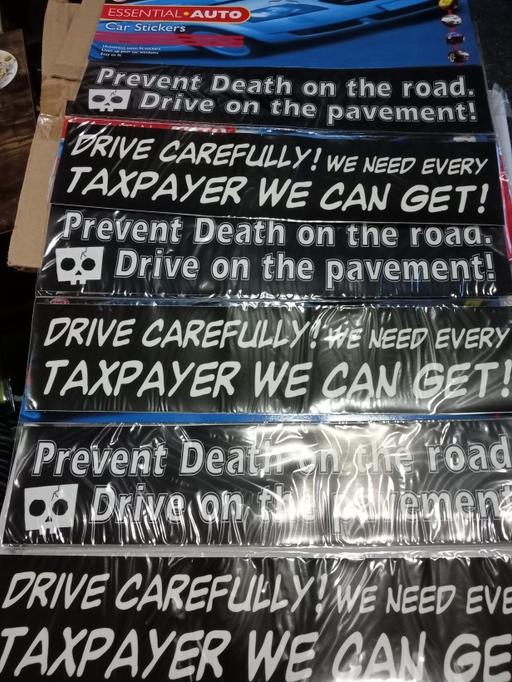 ESSENTIAL•AUTO
Car Stickers
Prevent Death on the road.
Drive on the pavement!
DRIVE CAREFULLY! WE NEED EVERY
TAXPAYER WE CAN GET!
Prevent Death on the road.
Drive on the pavement!
DRIVE CAREFULLY! WE NEED EVERY
TAXPAYER WE CAN GET!
Prevent Death on the road
Drive on the pavemen
DRIVE CAREFULLY! WE NEED EVE
TAXPAYER WE CAN GE